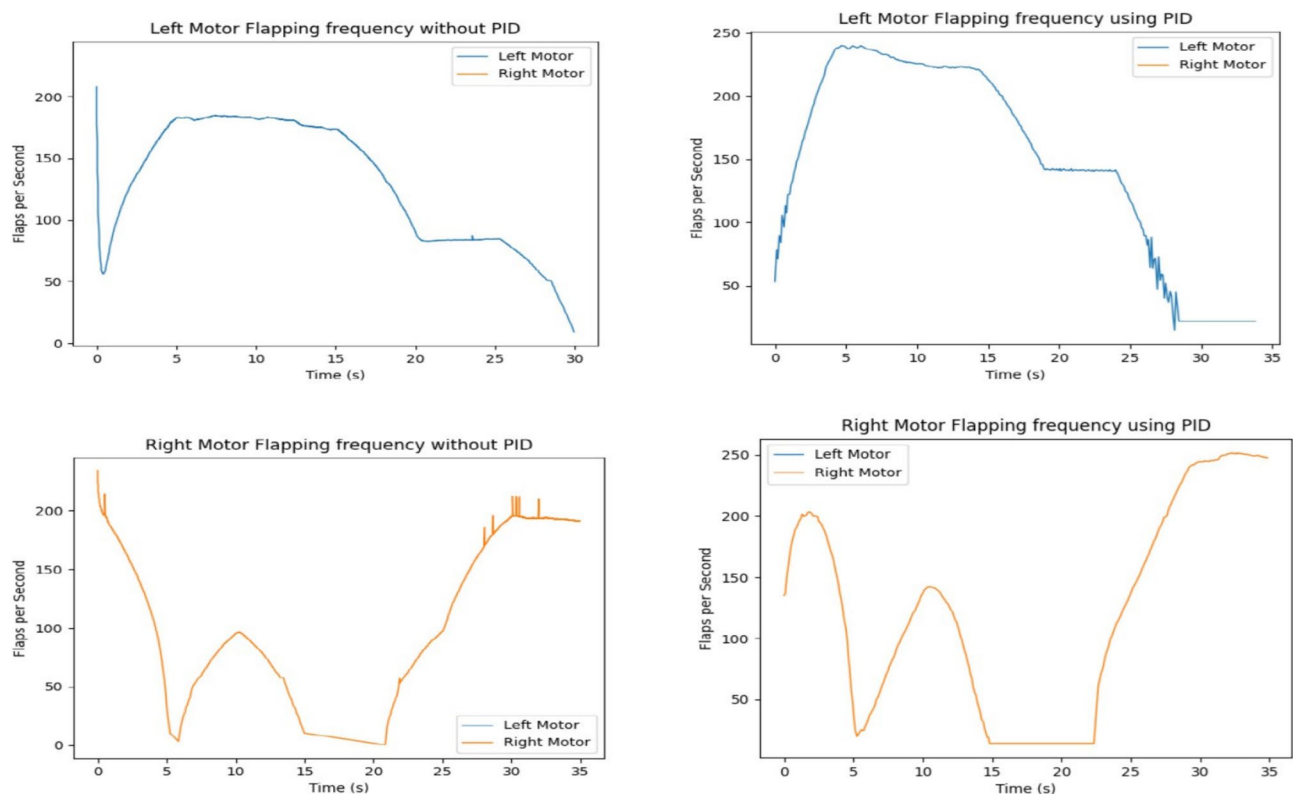 Left Motor Flapping frequency without PID
Left Motor
Right Motor
200
150
100
50
0
Flaps per Second
0 5 10 15 20 25 30
Time (s)
Left Motor Flapping frequency using PID
250
Left Motor
Right Motor
200
150
100
50
Flaps per Second
0 5 10 15 20 25 30 35
Time (s)
Right Motor Flapping frequency without PID
200
150
100
50
0
Flaps per Second
Left Motor
Right Motor
0 5 10 15 20 25 30 35
Time (s)
Right Motor Flapping frequency using PID
250
Left Motor
Right Motor
200
150
100
50
Flaps per Second
0 5 10 15 20 25 30 35
Time (s)